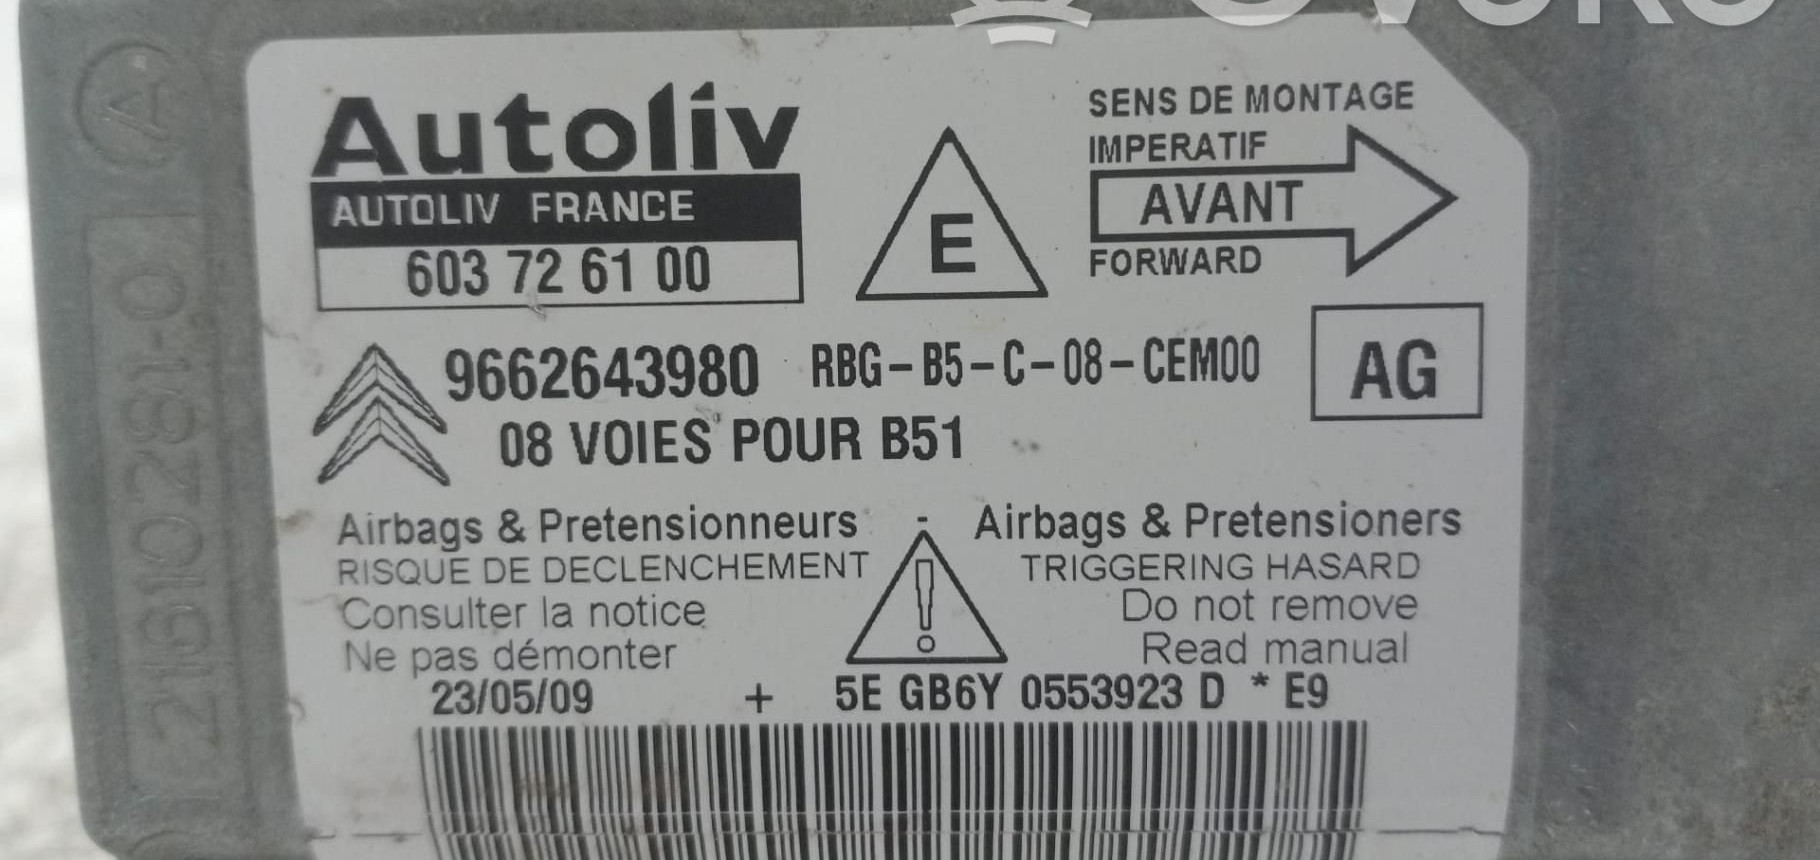 Autoliv
AUTOLIV FRANCE
603 72 61 00
E
SENS DE MONTAGE
IMPERATIF
AVANT
FORWARD
9662643980 RBG-B5-C-08-CEM00
AG
08 VOIES POUR B51
Airbags & Pretensionneurs - Airbags & Pretensioners
RISQUE DE DECLENCHEMENT
TRIGGERING HASARD
Consulter la notice
Do not remove
Ne pas démonter
Read manual
23/05/09 + 5E GB6Y 0553923 D * E9
A